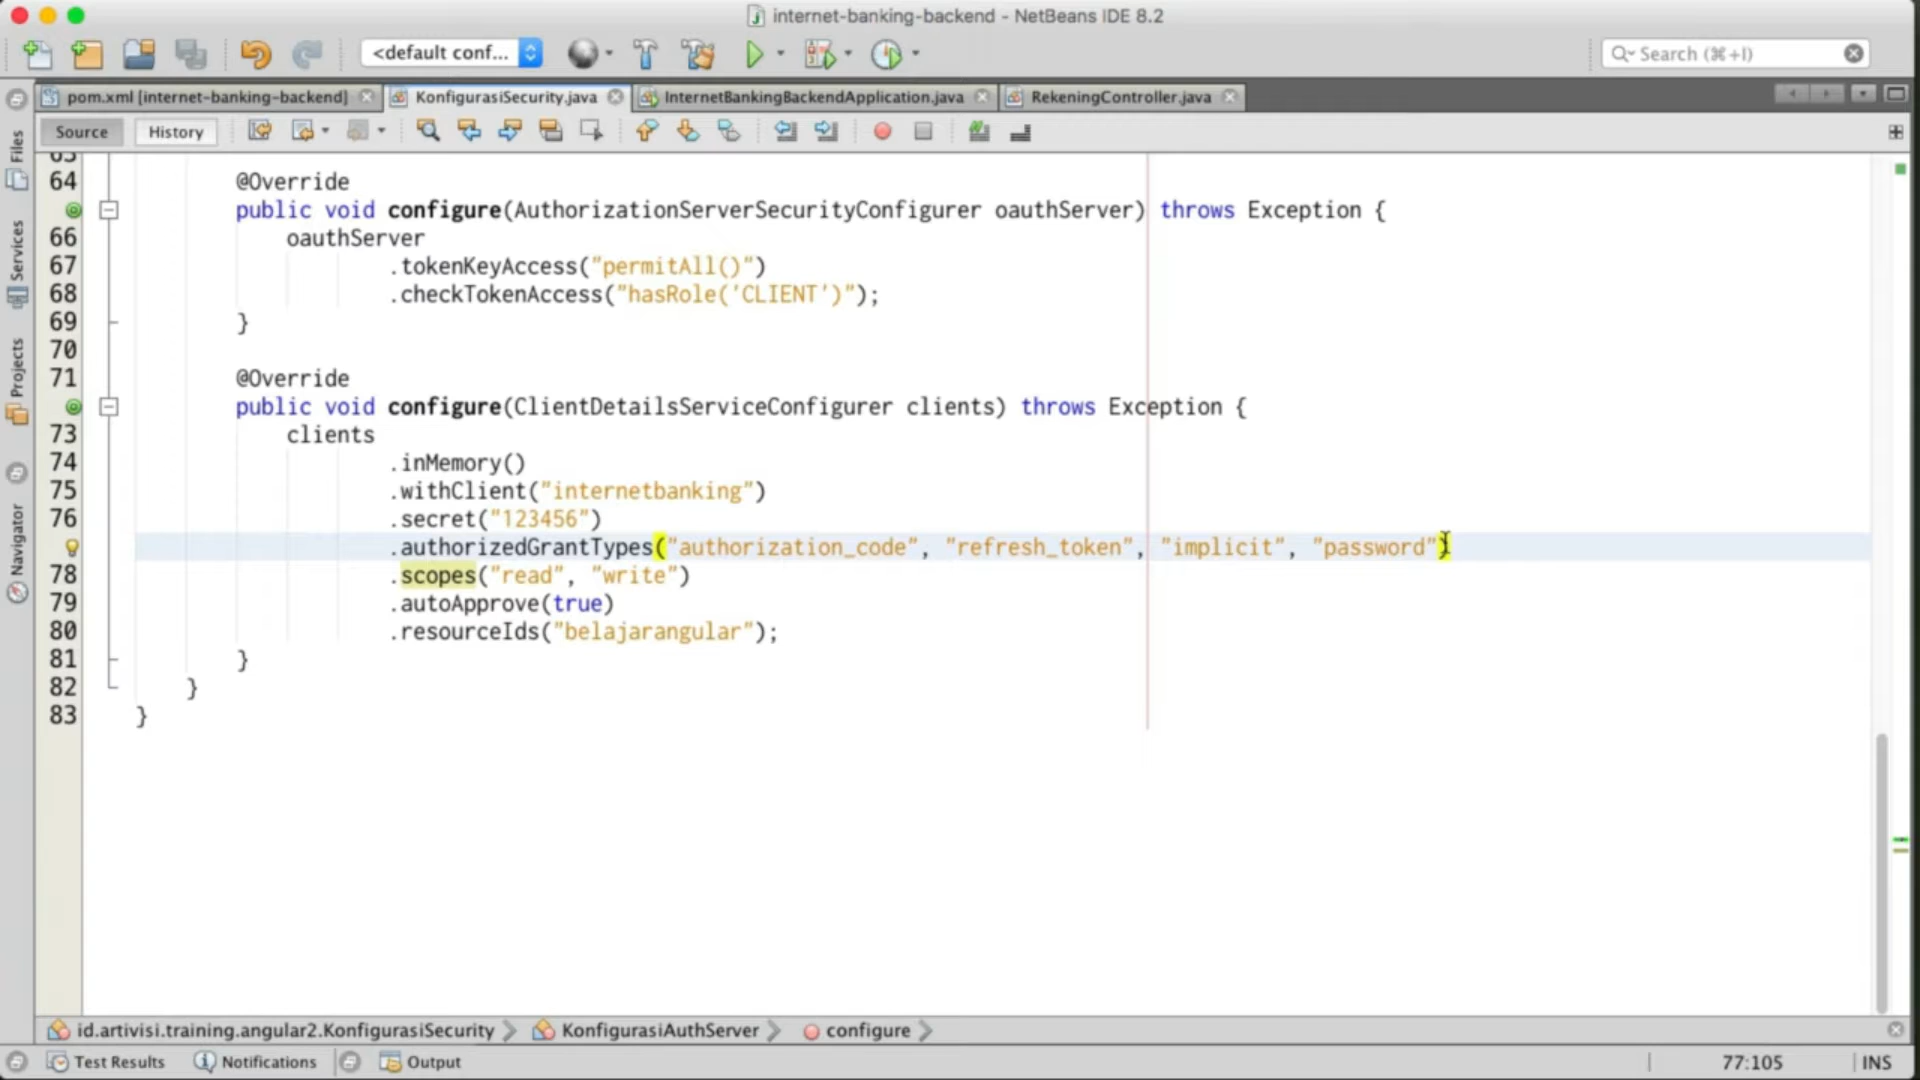 internet-banking-backend - NetBeans IDE 8.2
<default conf...
Search (⌘+I)
pom.xml [internet-banking-backend]
KonfigurasiSecurity.java
InternetBankingBackendApplication.java
RekeningController.java
Source
History
Files
Services
Projects
Navigator
64 @Override
public void configure(AuthorizationServerSecurityConfigurer oauthServer) throws Exception {
66 oauthServer
67 .tokenKeyAccess("permitAll()")
68 .checkTokenAccess("hasRole('CLIENT')");
69 }
70
71 @Override
public void configure(ClientDetailsServiceConfigurer clients) throws Exception {
73 clients
74 .inMemory()
75 .withClient("internetbanking")
76 .secret("123456")
.authorizedGrantTypes("authorization_code", "refresh_token", "implicit", "password")
78 .scopes("read", "write")
79 .autoApprove(true)
80 .resourceIds("belajarangular");
81 }
82 }
83 }
id.artivisi.training.angular2.KonfigurasiSecurity
KonfigurasiAuthServer
configure
Test Results
Notifications
Output
77:105
INS